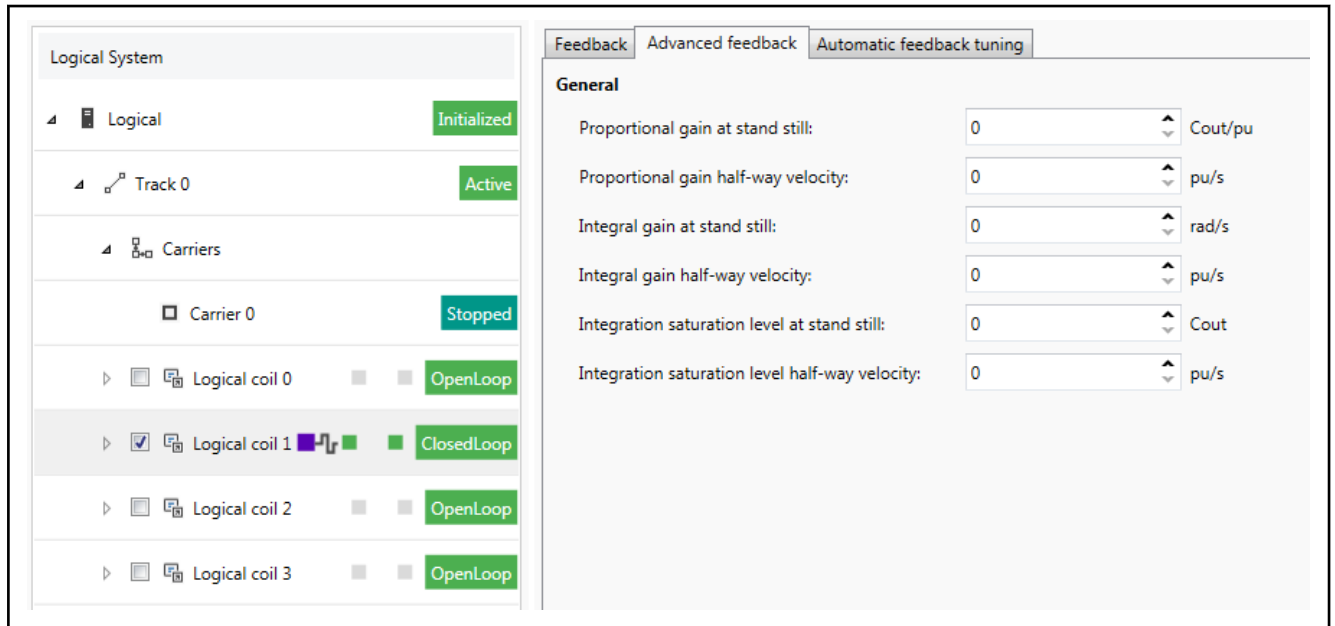 Logical System
Logical Initialized
Track 0 Active
Carriers
Carrier 0 Stopped
Logical coil 0 OpenLoop
Logical coil 1 ClosedLoop
Logical coil 2 OpenLoop
Logical coil 3 OpenLoop
Feedback Advanced feedback Automatic feedback tuning
General
Proportional gain at stand still: 0 Cout/pu
Proportional gain half-way velocity: 0 pu/s
Integral gain at stand still: 0 rad/s
Integral gain half-way velocity: 0 pu/s
Integration saturation level at stand still: 0 Cout
Integration saturation level half-way velocity: 0 pu/s